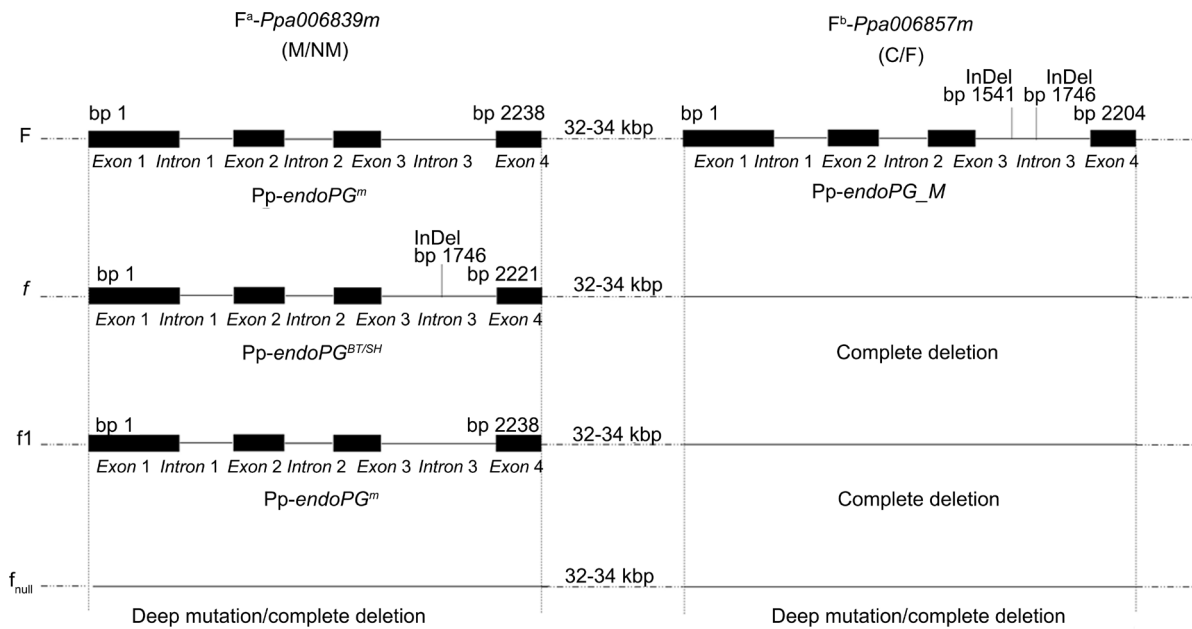 Fᵃ-Ppa006839m
(M/NM)
Fᵇ-Ppa006857m
(C/F)
InDel
bp 1541
InDel
bp 1746
F
bp 1
bp 2238
32-34 kbp
bp 1
bp 2204
Exon 1 Intron 1 Exon 2 Intron 2 Exon 3 Intron 3 Exon 4
Exon 1 Intron 1 Exon 2 Intron 2 Exon 3 Intron 3 Exon 4
Pp-endoPGᵐ
Pp-endoPG_M
InDel
bp 1746
f
bp 1
bp 2221
32-34 kbp
Exon 1 Intron 1 Exon 2 Intron 2 Exon 3 Intron 3 Exon 4
Pp-endoPG^BT/SH
Complete deletion
f1
bp 1
bp 2238
32-34 kbp
Exon 1 Intron 1 Exon 2 Intron 2 Exon 3 Intron 3 Exon 4
Pp-endoPGᵐ
Complete deletion
fnull
32-34 kbp
Deep mutation/complete deletion
Deep mutation/complete deletion